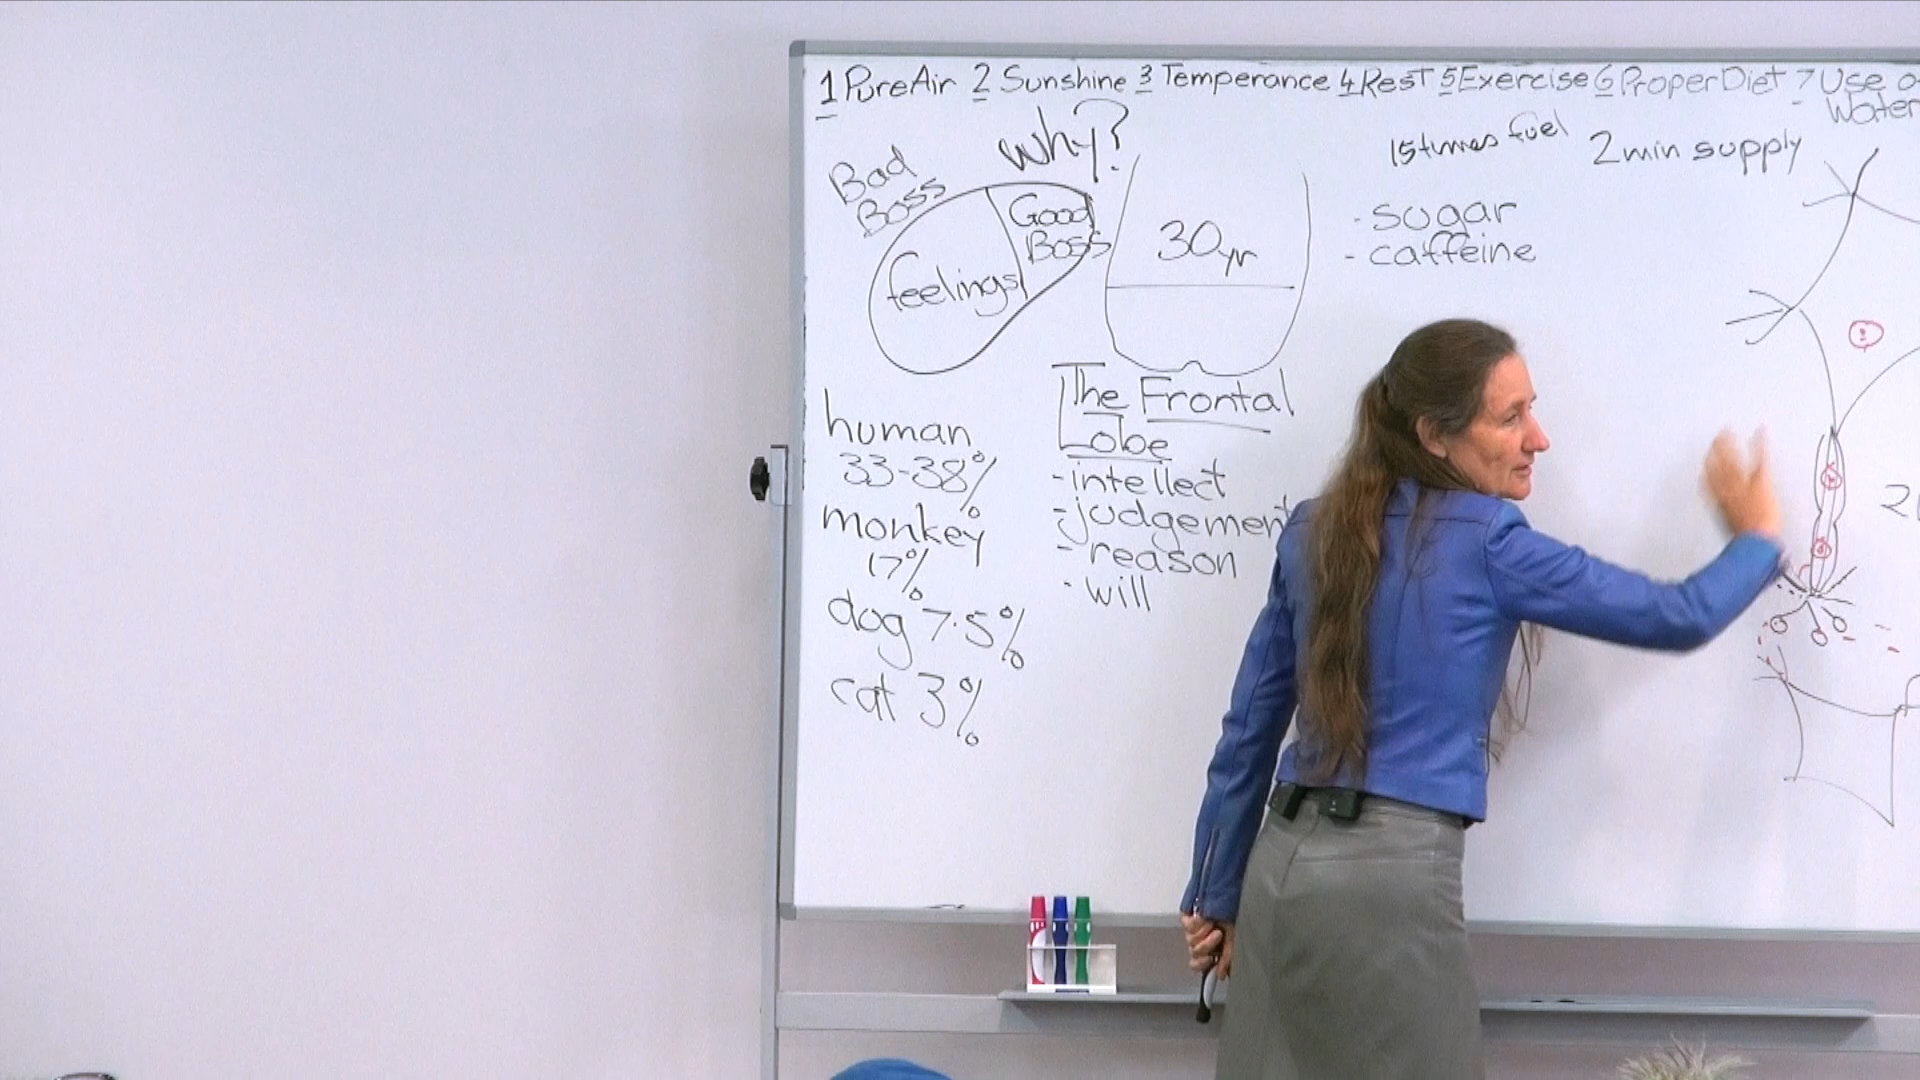 1 Pure Air 2 Sunshine 3 Temperance 4 Rest 5 Exercise 6 Proper Diet 7 Use
Water
Why?
15 times fuel
2 min supply
Bad
Boss
Good
Boss
feelings
30yr
- sugar
- caffeine
human
33-38%
monkey
17%
dog 7.5%
cat 3%
The Frontal
Lobe
- intellect
- judgement
- reason
- will